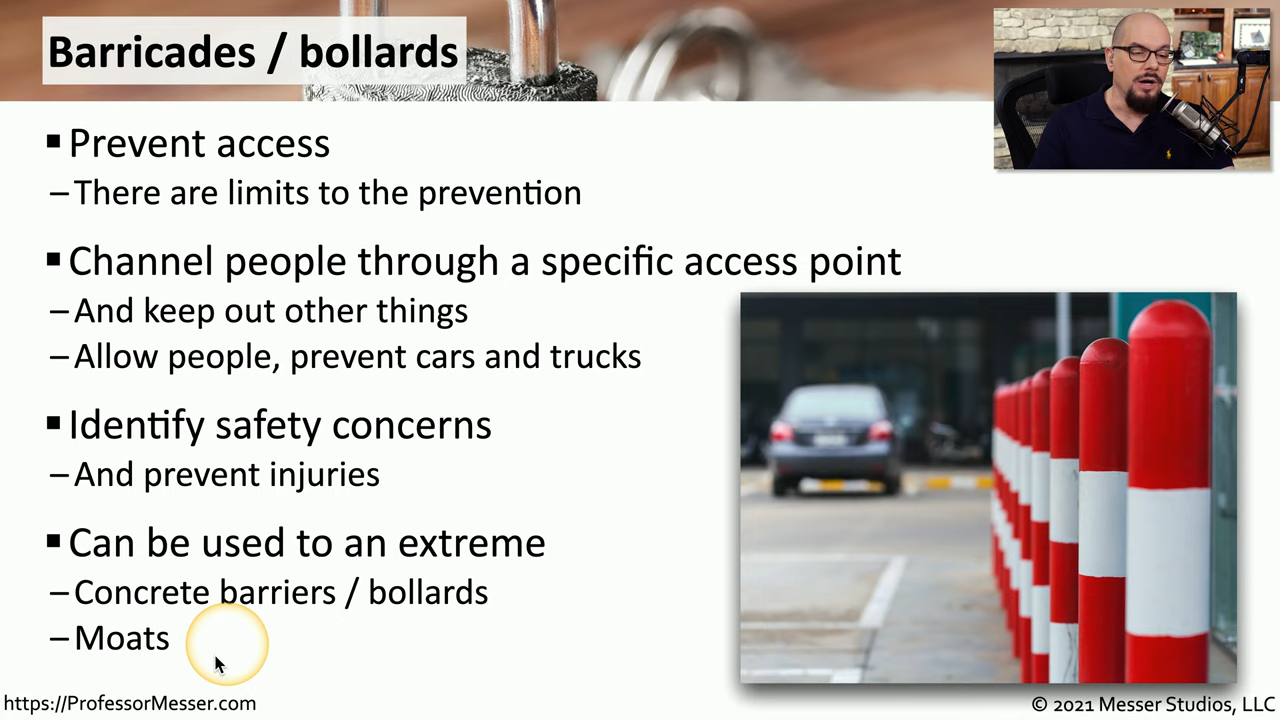 Barricades / bollards
▪ Prevent access
– There are limits to the prevention
▪ Channel people through a specific access point
– And keep out other things
– Allow people, prevent cars and trucks
▪ Identify safety concerns
– And prevent injuries
▪ Can be used to an extreme
– Concrete barriers / bollards
– Moats
https://ProfessorMesser.com
© 2021 Messer Studios, LLC